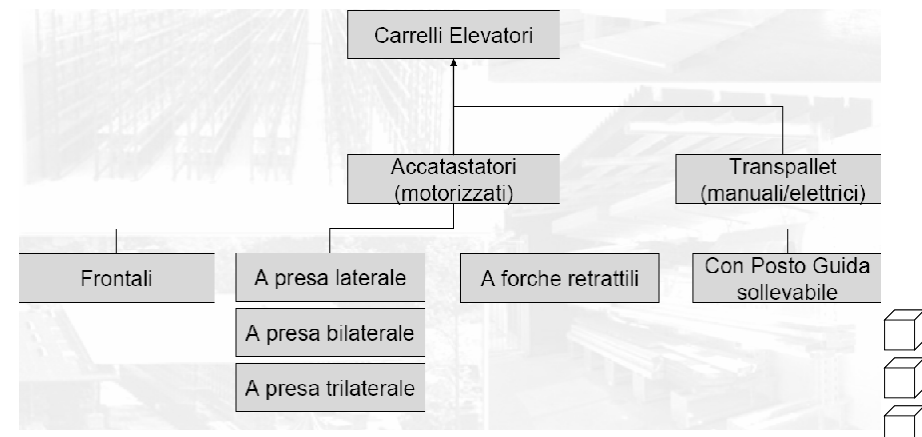 Carrelli Elevatori
Accatastatori
(motorizzati)
Transpallet
(manuali/elettrici)
Frontali
A presa laterale
A forche retrattili
Con Posto Guida
sollevabile
A presa bilaterale
A presa trilaterale